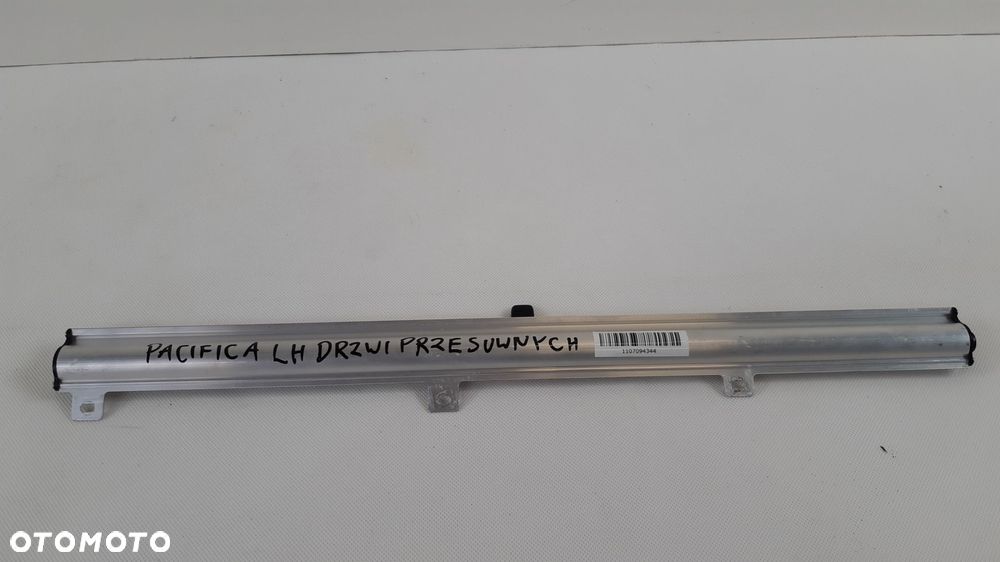 PACIFICA LH DRZWI PRZESUWNYCH
1107094344
OTOMOTO